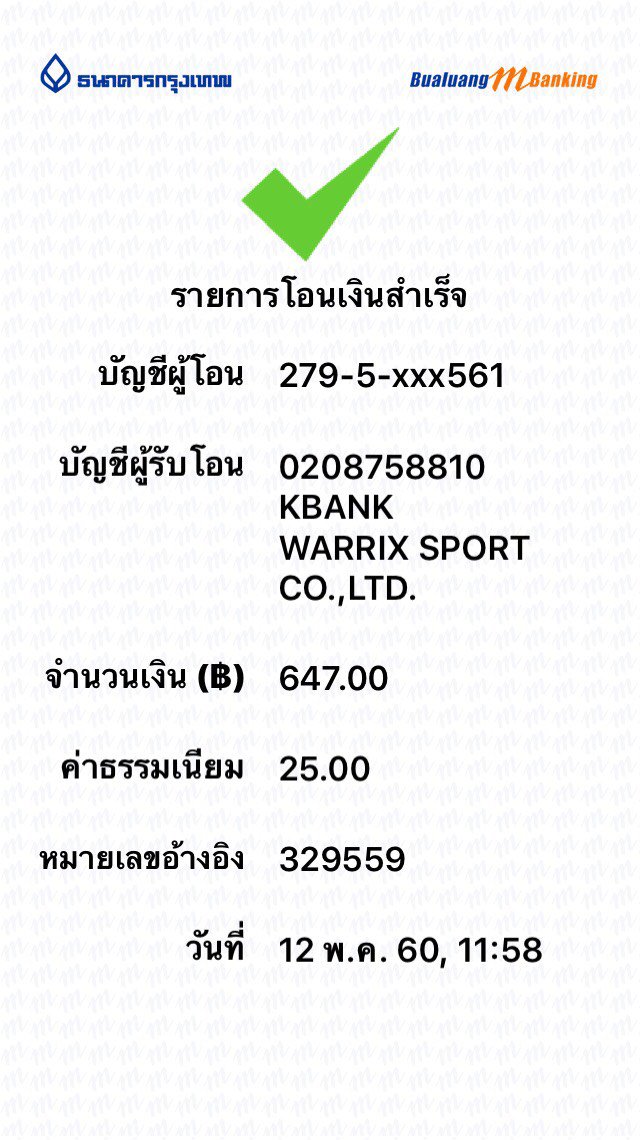 ธนาคารกรุงเทพ Bualuang mBanking
รายการโอนเงินสำเร็จ
บัญชีผู้โอน 279-5-xxx561
บัญชีผู้รับโอน 0208758810
KBANK
WARRIX SPORT
CO.,LTD.
จำนวนเงิน (฿) 647.00
ค่าธรรมเนียม 25.00
หมายเลขอ้างอิง 329559
วันที่ 12 พ.ค. 60, 11:58